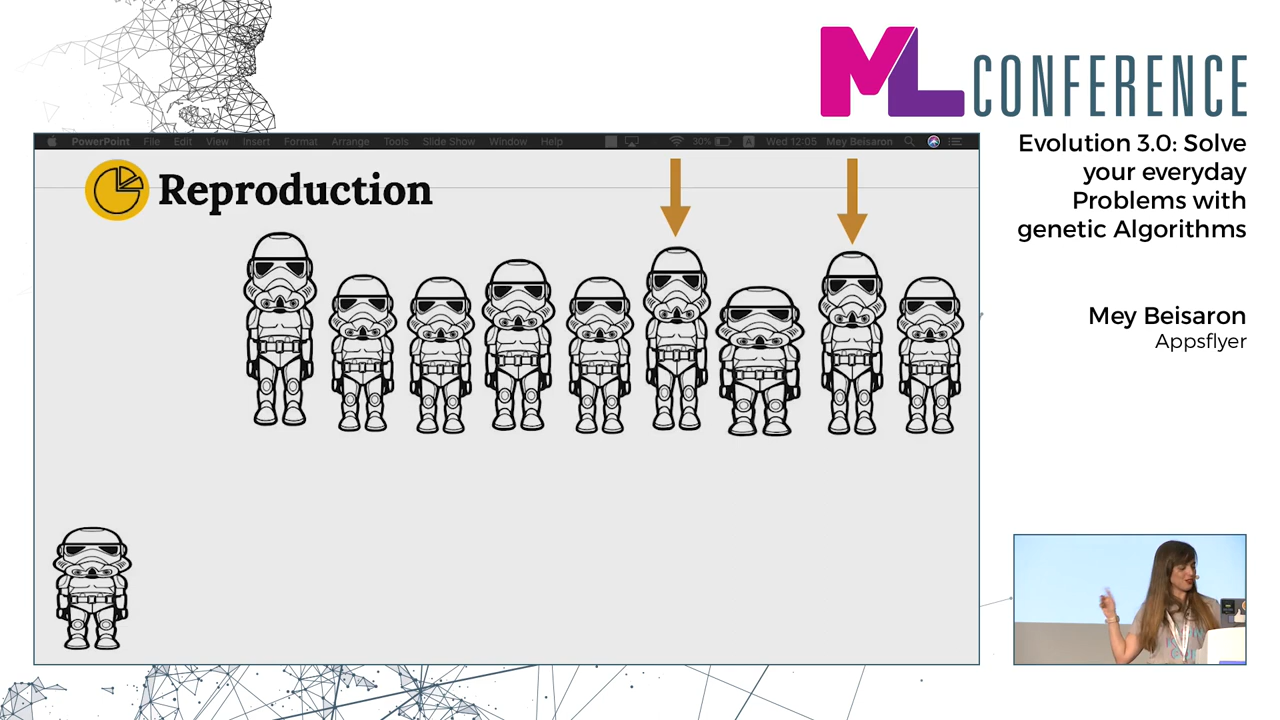 ML CONFERENCE
Evolution 3.0: Solve
your everyday
Problems with
genetic Algorithms
Mey Beisaron
Appsflyer
PowerPoint File Edit View Insert Format Arrange Tools Slide Show Window Help 30% A Wed 12:05 Mey Beisaron
Reproduction